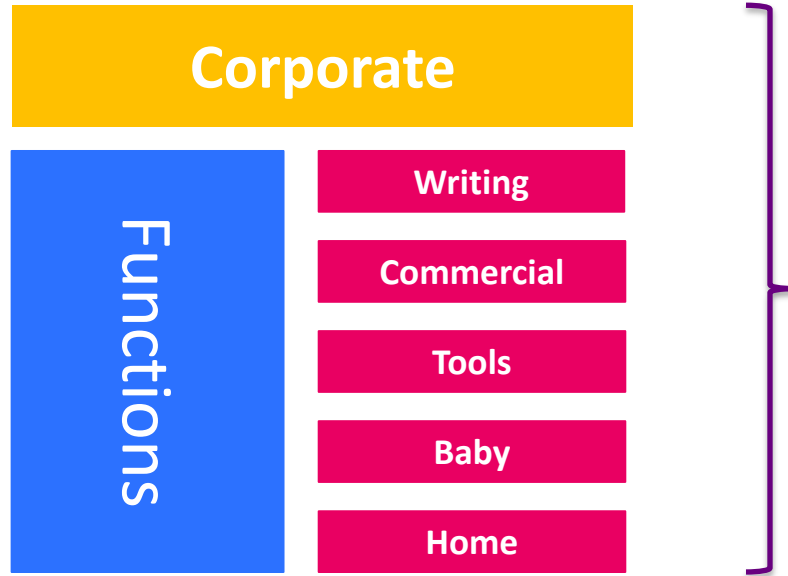 Corporate
Functions
Writing
Commercial
Tools
Baby
Home